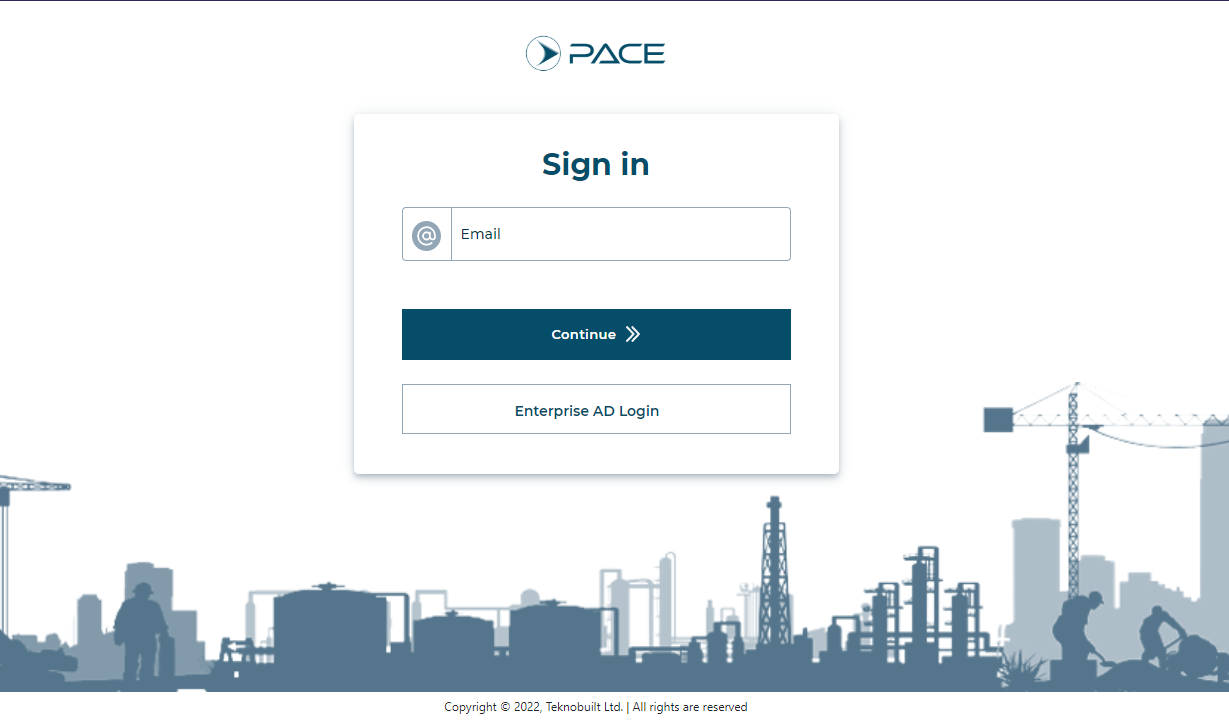 PACE
Sign in
@ Email
Continue
Enterprise AD Login
Copyright © 2022, Teknobuilt Ltd. | All rights are reserved